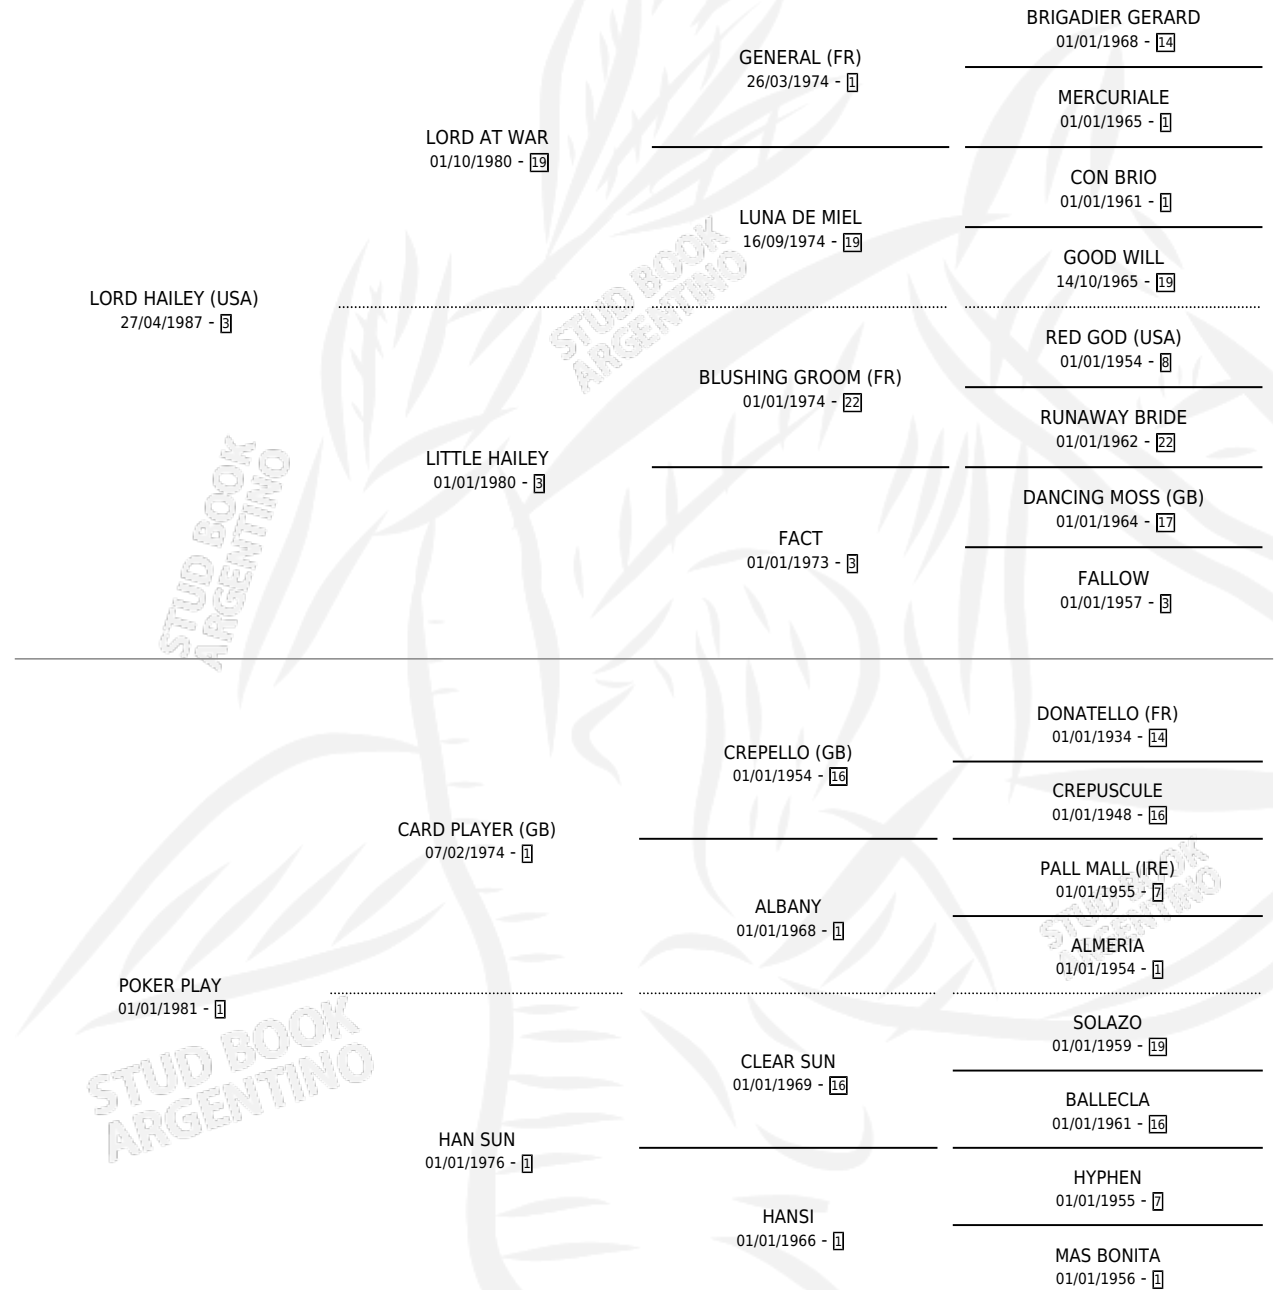 BRIGADIER GERARD
01/01/1968 - 14
GENERAL (FR)
26/03/1974 - 1
MERCURIALE
01/01/1965 - 1
LORD AT WAR
01/10/1980 - 19
CON BRIO
01/01/1961 - 1
LUNA DE MIEL
16/09/1974 - 19
GOOD WILL
14/10/1965 - 19
LORD HAILEY (USA)
27/04/1987 - 3
RED GOD (USA)
01/01/1954 - 8
BLUSHING GROOM (FR)
01/01/1974 - 22
RUNAWAY BRIDE
01/01/1962 - 22
LITTLE HAILEY
01/01/1980 - 3
DANCING MOSS (GB)
01/01/1964 - 17
FACT
01/01/1973 - 3
FALLOW
01/01/1957 - 3
STUD BOOK
ARGENTINO
STUD BOOK
ARGENTINO
DONATELLO (FR)
01/01/1934 - 14
CREPELLO (GB)
01/01/1954 - 16
CREPUSCULE
01/01/1948 - 16
CARD PLAYER (GB)
07/02/1974 - 1
PALL MALL (IRE)
01/01/1955 - 7
ALBANY
01/01/1968 - 1
ALMERIA
01/01/1954 - 1
POKER PLAY
01/01/1981 - 1
SOLAZO
01/01/1959 - 19
CLEAR SUN
01/01/1969 - 16
BALLECLA
01/01/1961 - 16
HAN SUN
01/01/1976 - 1
HYPHEN
01/01/1955 - 7
HANSI
01/01/1966 - 1
MAS BONITA
01/01/1956 - 1
STUD BOOK
ARGENTINO
STUD BOOK
ARGENTINO